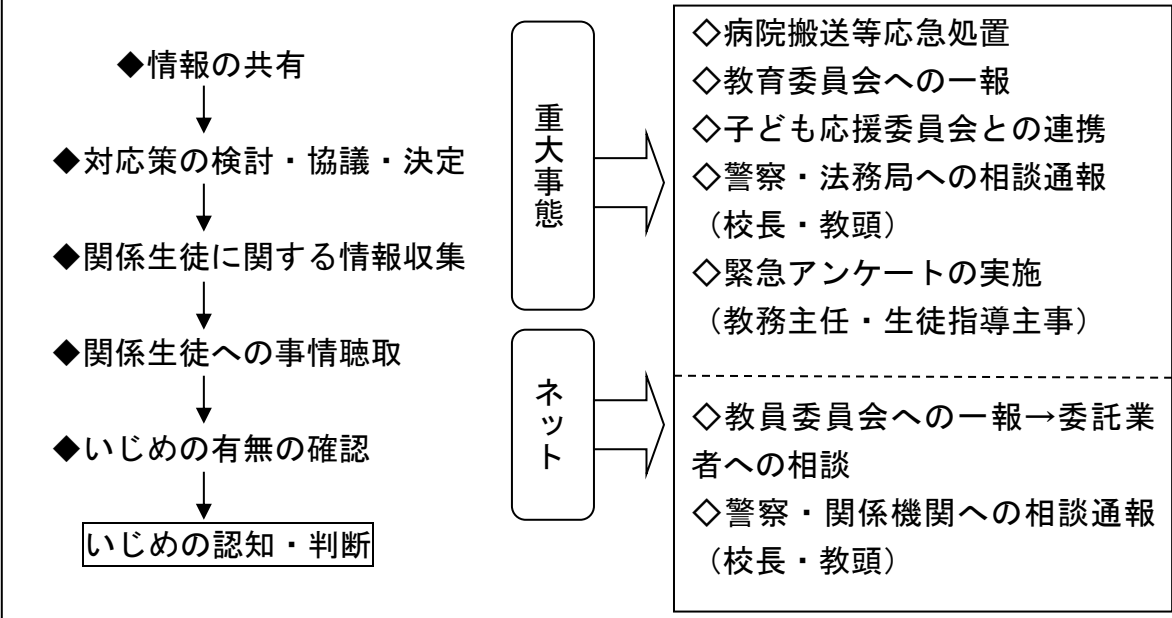 ◆情報の共有
◆対応策の検討・協議・決定
◆関係生徒に関する情報収集
◆関係生徒への事情聴取
◆いじめの有無の確認
いじめの認知・判断
重大事態
◇病院搬送等応急処置
◇教育委員会への一報
◇子ども応援委員会との連携
◇警察・法務局への相談通報
（校長・教頭）
◇緊急アンケートの実施
（教務主任・生徒指導主事）
ネット
◇教員委員会への一報→委託業
者への相談
◇警察・関係機関への相談通報
（校長・教頭）